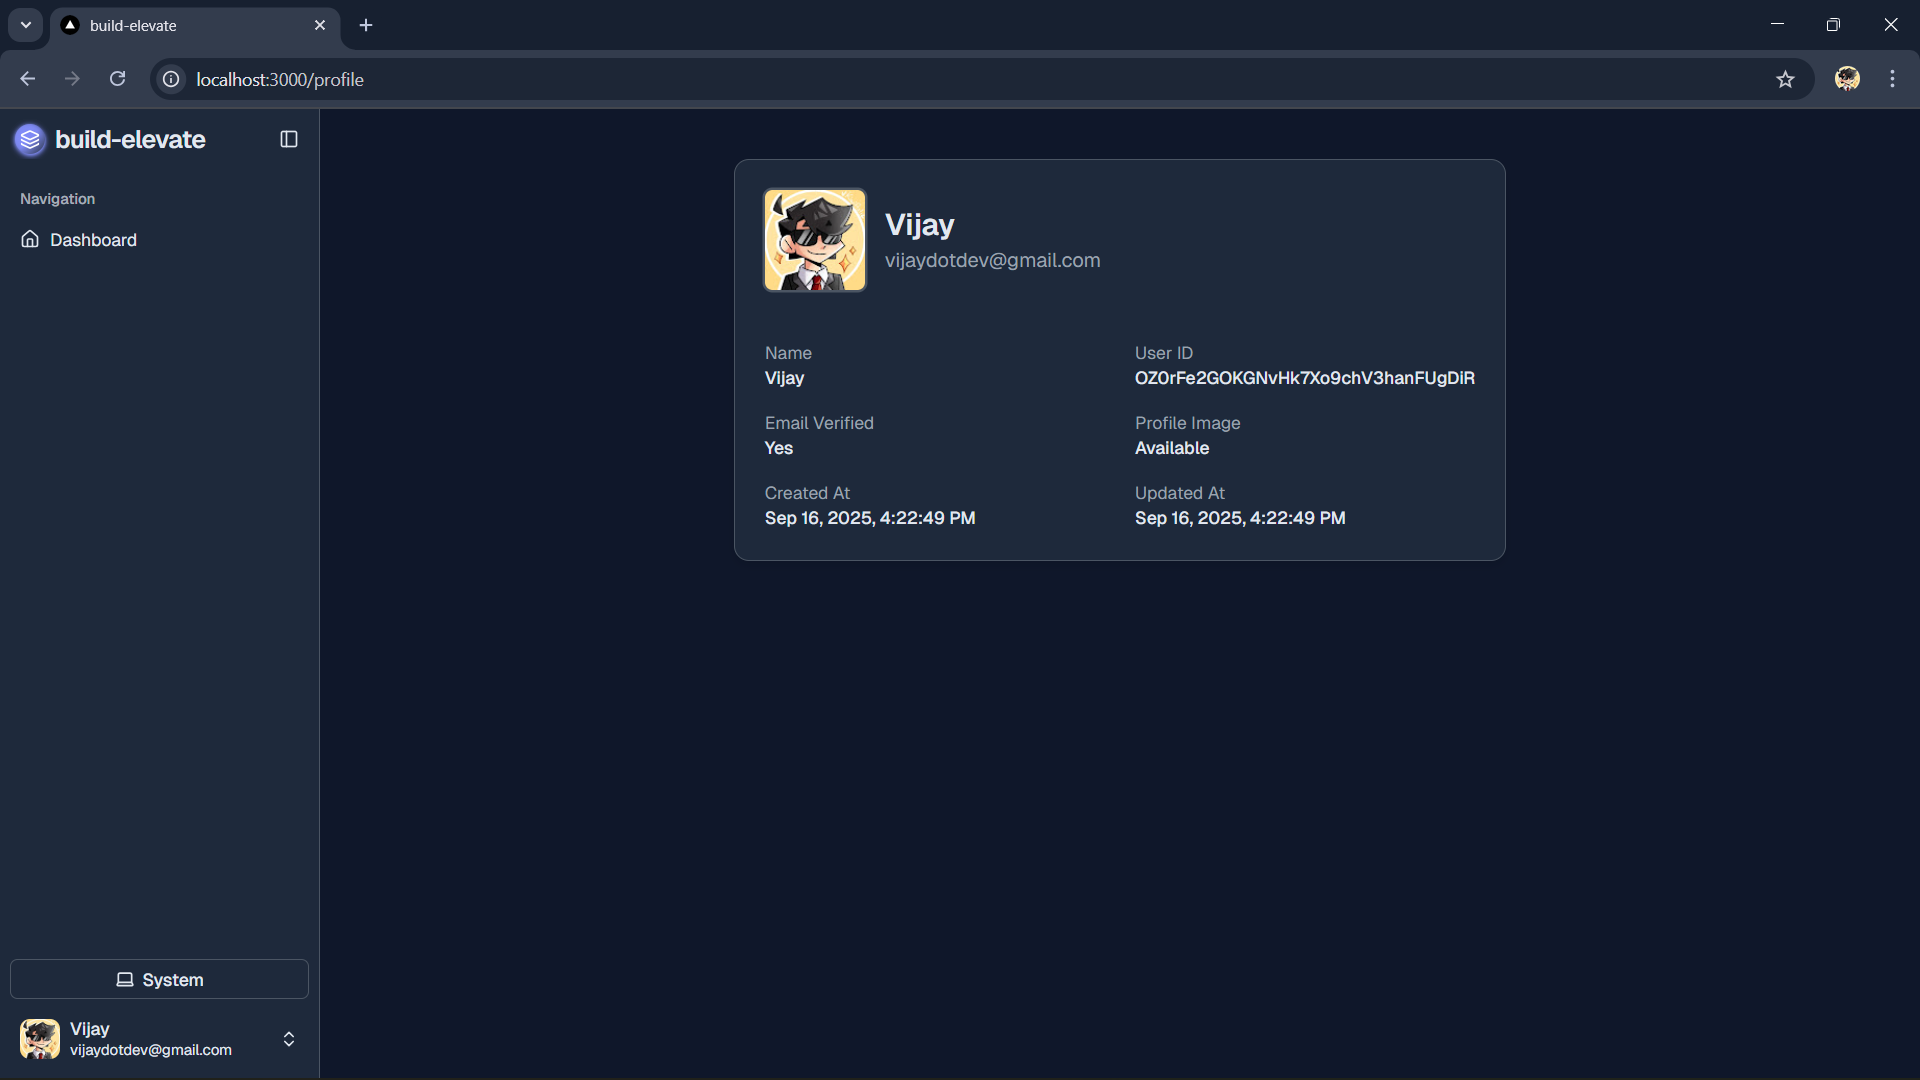 build-elevate
localhost:3000/profile
build-elevate
Navigation
Dashboard
Vijay
vijaydotdev@gmail.com
Name
Vijay
User ID
OZ0rFe2GOKGNvHk7Xo9chV3hanFUgDiR
Email Verified
Yes
Profile Image
Available
Created At
Sep 16, 2025, 4:22:49 PM
Updated At
Sep 16, 2025, 4:22:49 PM
System
Vijay
vijaydotdev@gmail.com